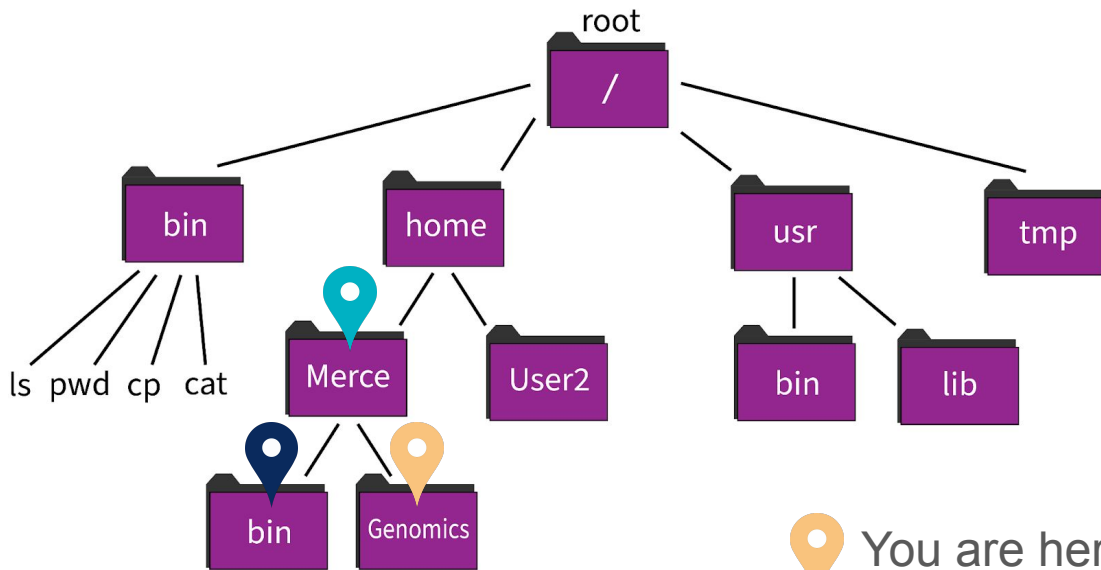 root
/
bin home usr tmp
ls pwd cp cat
Merce User2 bin lib
bin Genomics
You are her